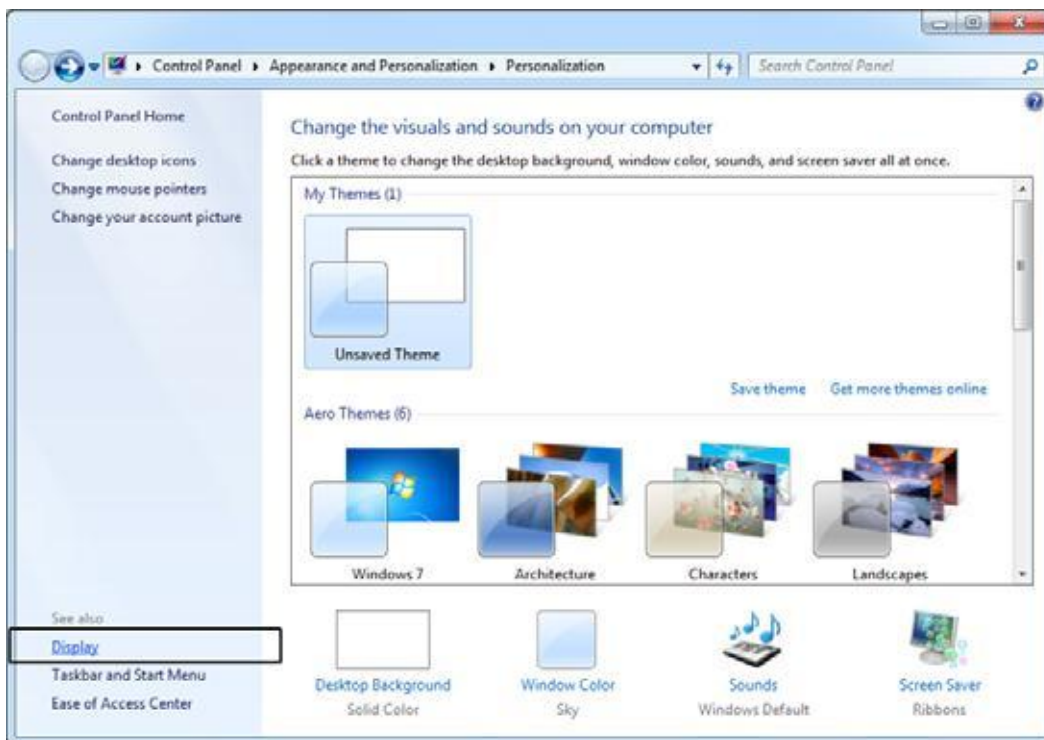 Control Panel ▸ Appearance and Personalization ▸ Personalization
Search Control Panel
Control Panel Home
Change desktop icons
Change mouse pointers
Change your account picture
See also
Display
Taskbar and Start Menu
Ease of Access Center
Change the visuals and sounds on your computer
Click a theme to change the desktop background, window color, sounds, and screen saver all at once.
My Themes (1)
Unsaved Theme
Save theme Get more themes online
Aero Themes (6)
Windows 7 Architecture Characters Landscapes
Desktop Background Window Color Sounds Screen Saver
Solid Color Sky Windows Default Ribbons